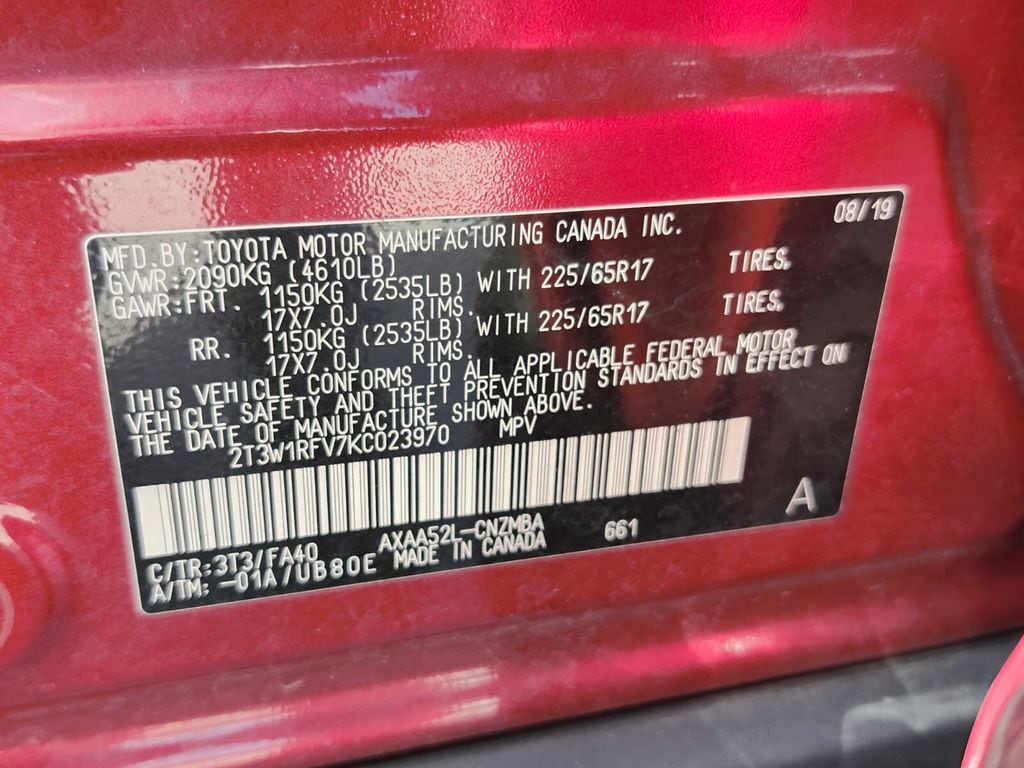 08/19
MFD.BY:TOYOTA MOTOR MANUFACTURING CANADA INC.
GVWR:2090KG (4610LB)
GAWR:FRT. 1150KG (2535LB) WITH 225/65R17 TIRES,
17X7.0J RIMS.
RR. 1150KG (2535LB) WITH 225/65R17 TIRES,
17X7.0J RIMS.
THIS VEHICLE CONFORMS TO ALL APPLICABLE FEDERAL MOTOR
VEHICLE SAFETY AND THEFT PREVENTION STANDARDS IN EFFECT ON
THE DATE OF MANUFACTURE SHOWN ABOVE.
2T3W1RFV7KC023970 MPV
A
C/TR:3T3/FA40 AXAA52L-CNZMBA 661
A/TM: -01A/UB80E MADE IN CANADA